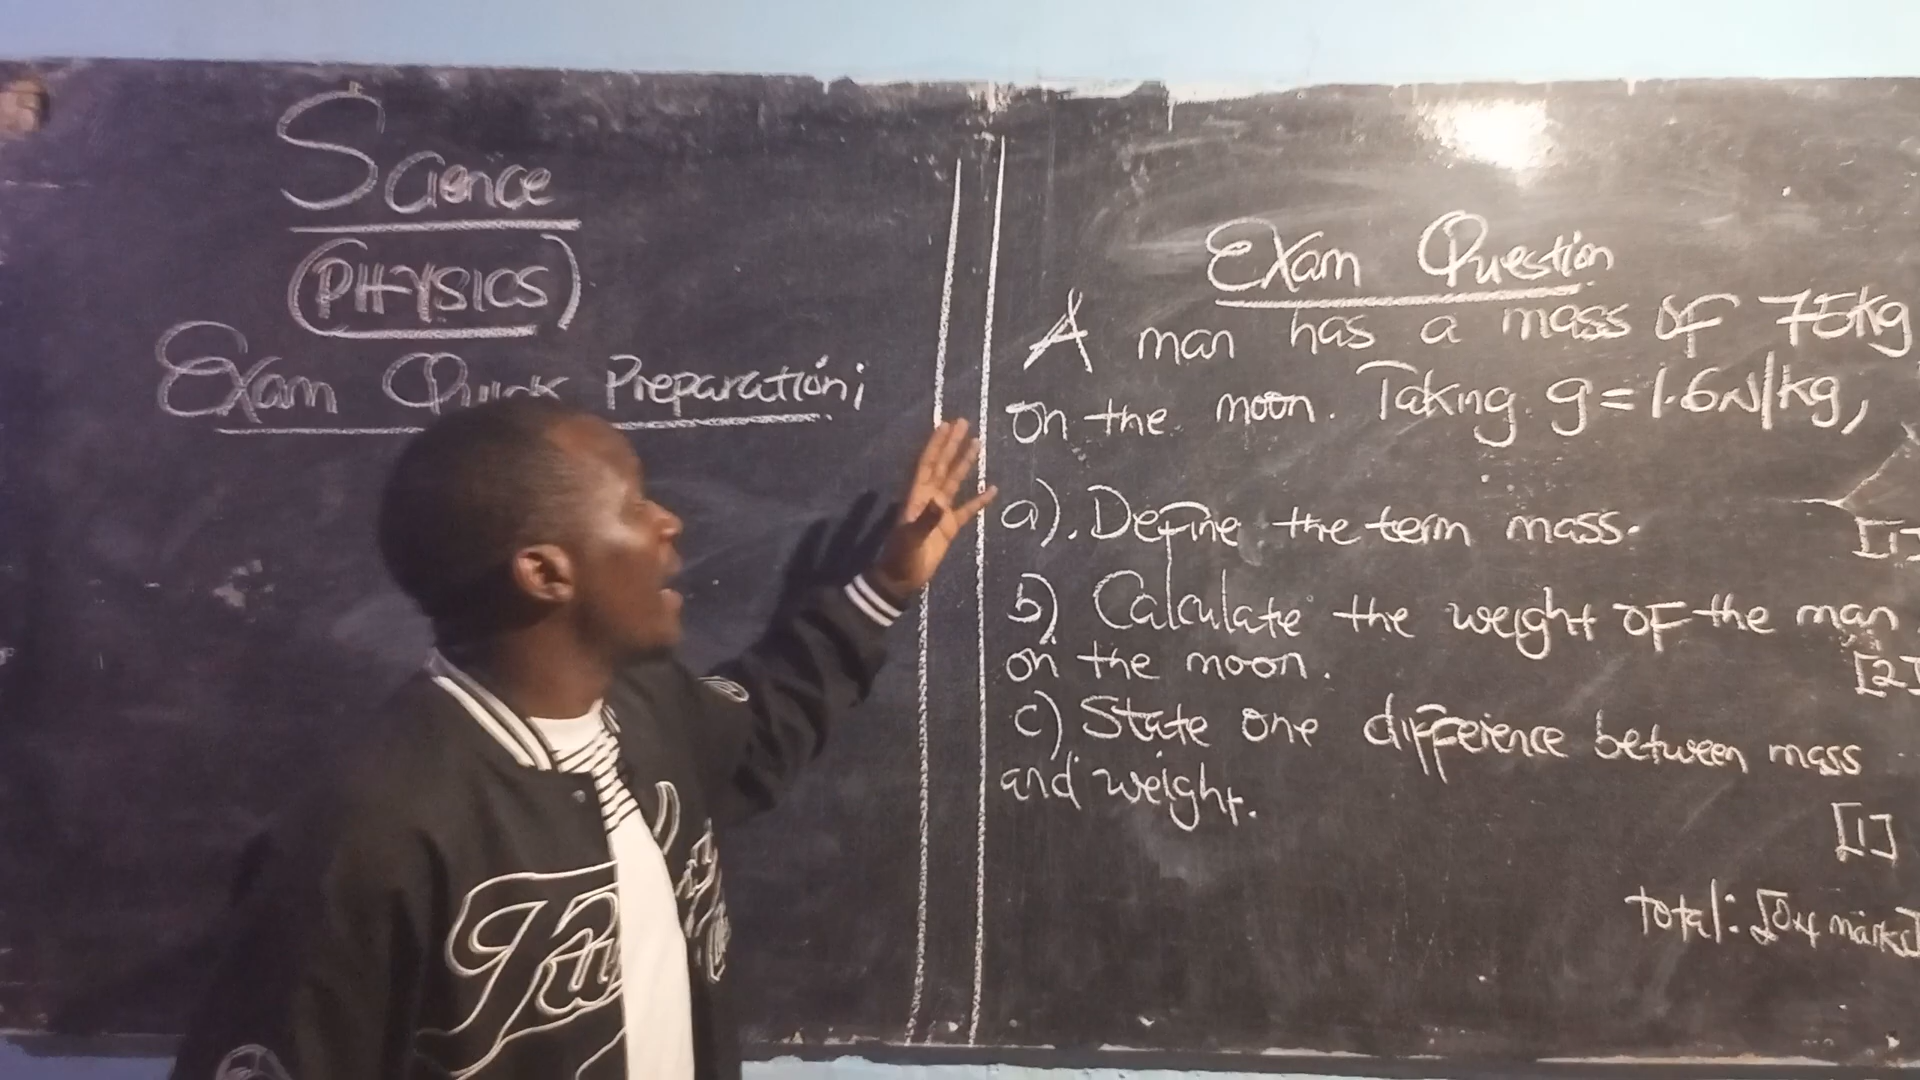 Science
(PHYSICS)
Exam Quick Preparation;
Exam Question
A man has a mass of 75kg
on the moon. Taking g=1.6N/kg,
a). Define the term mass.
[1]
b) Calculate the weight of the man
on the moon.
[2]
c) State one difference between mass
and weight.
[1]
total: [04 marks]